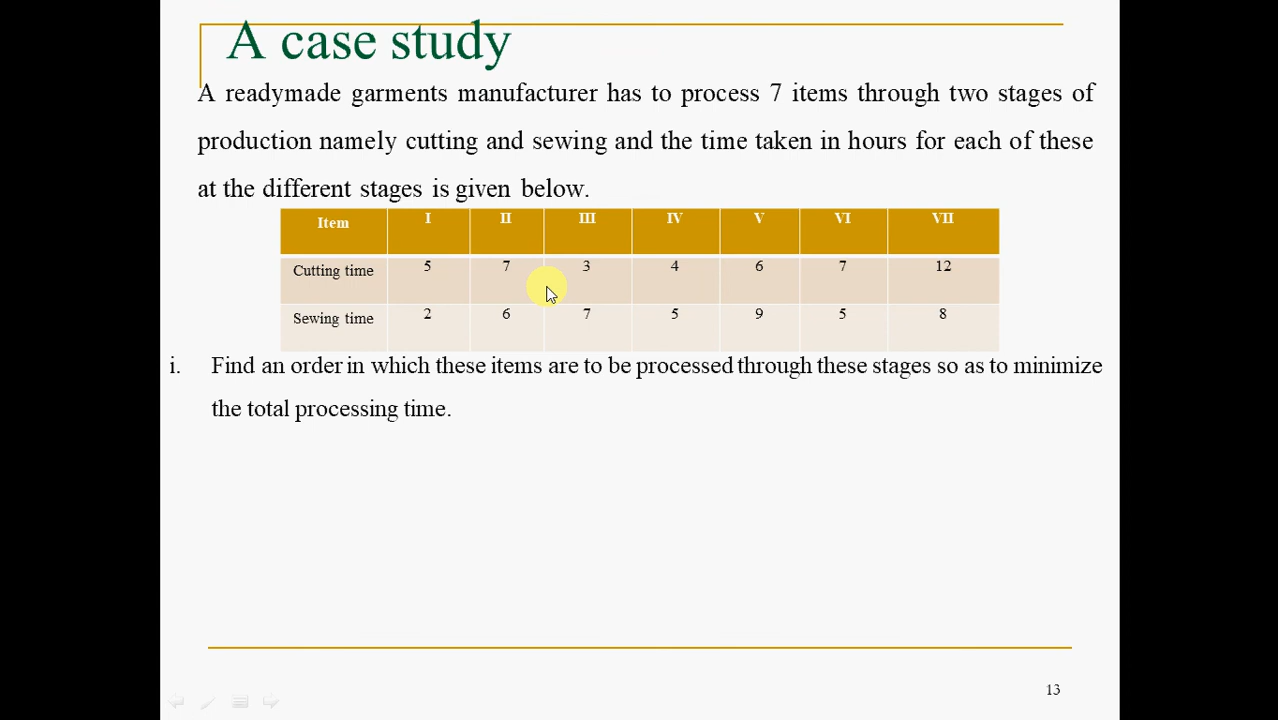 A case study
A readymade garments manufacturer has to process 7 items through two stages of
production namely cutting and sewing and the time taken in hours for each of these
at the different stages is given below.
Item I II III IV V VI VII
Cutting time 5 7 3 4 6 7 12
Sewing time 2 6 7 5 9 5 8
i. Find an order in which these items are to be processed through these stages so as to minimize
the total processing time.
13